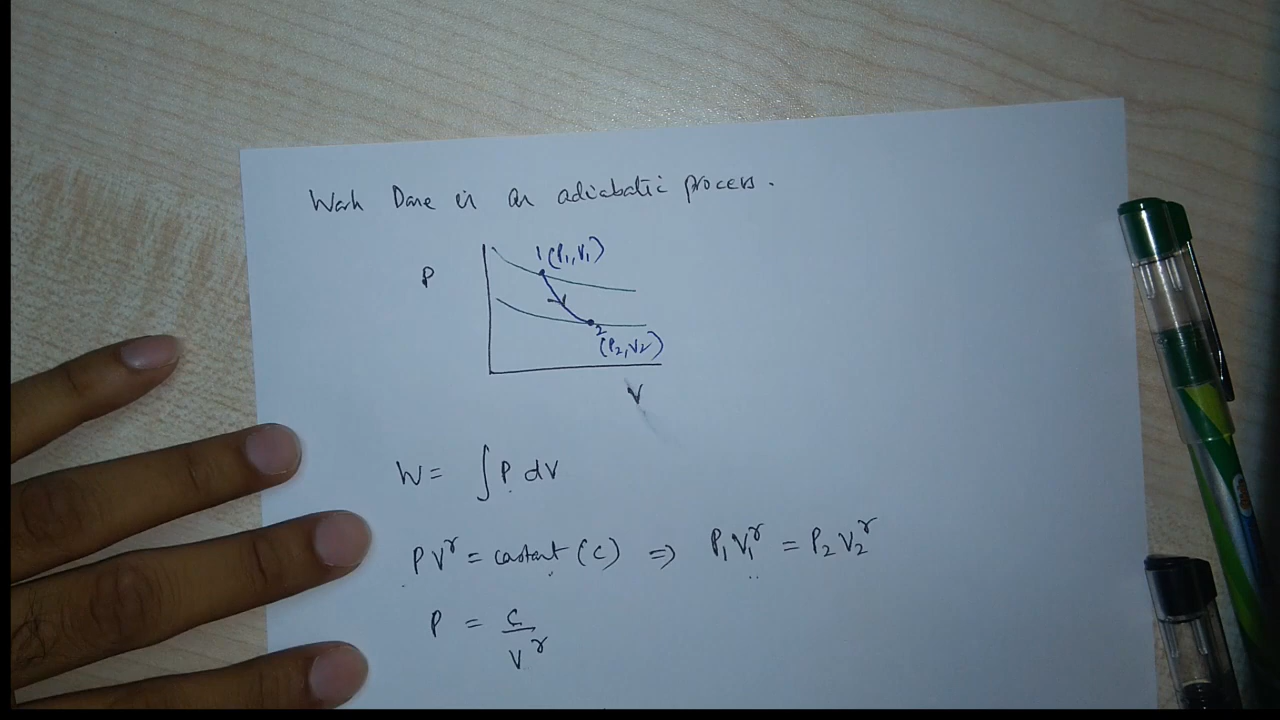 Work Done in an adiabatic process.
1(P₁,V₁)
P
2
(P₂,V₂)
V
W = ∫P dV
PV^γ = constant (C) ⇒ P₁V₁^γ = P₂V₂^γ
P = C/V^γ